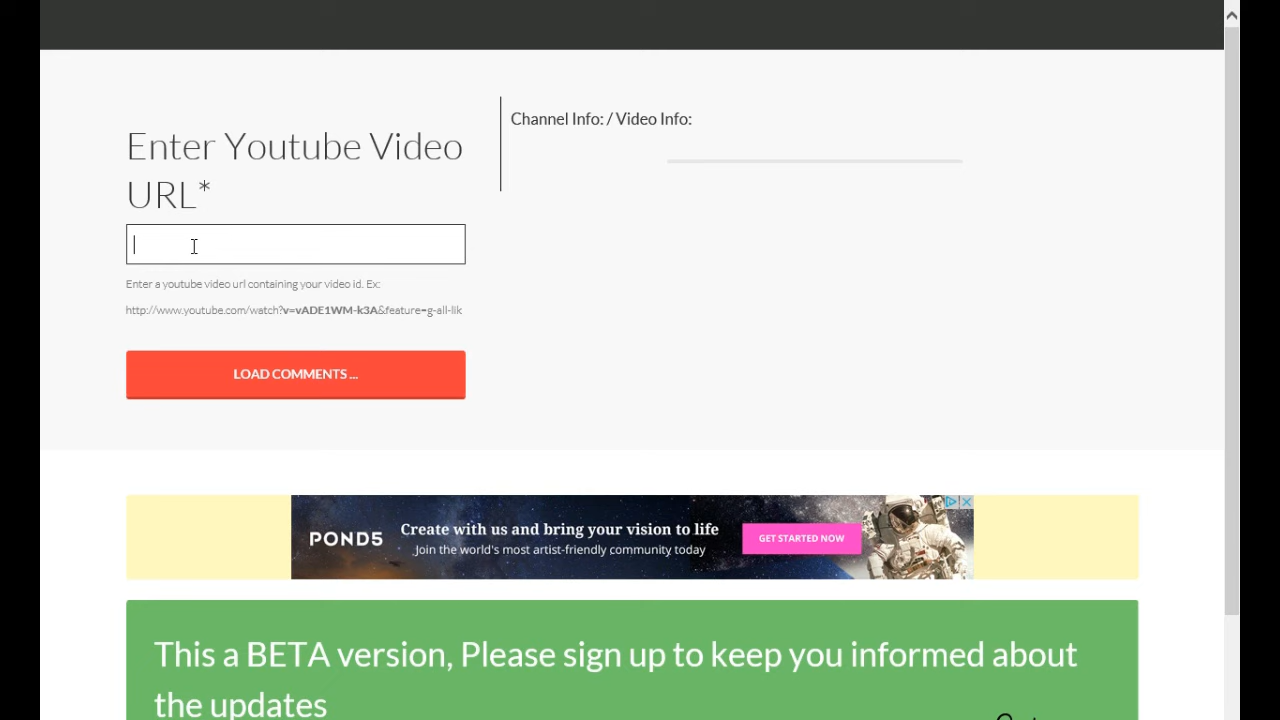 Channel Info: / Video Info:
Enter Youtube Video
URL*
Enter a youtube video url containing your video id. Ex:
http://www.youtube.com/watch?v=vADE1WM-k3A&feature=g-all-lik
LOAD COMMENTS ...
POND5
Create with us and bring your vision to life
Join the world's most artist-friendly community today
GET STARTED NOW
This a BETA version, Please sign up to keep you informed about
the updates